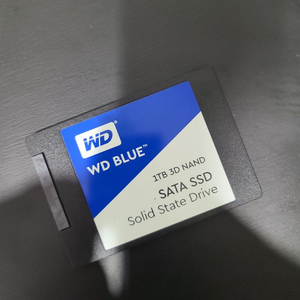 WD
WD BLUE™
1TB 3D NAND
SATA SSD
Solid State Drive